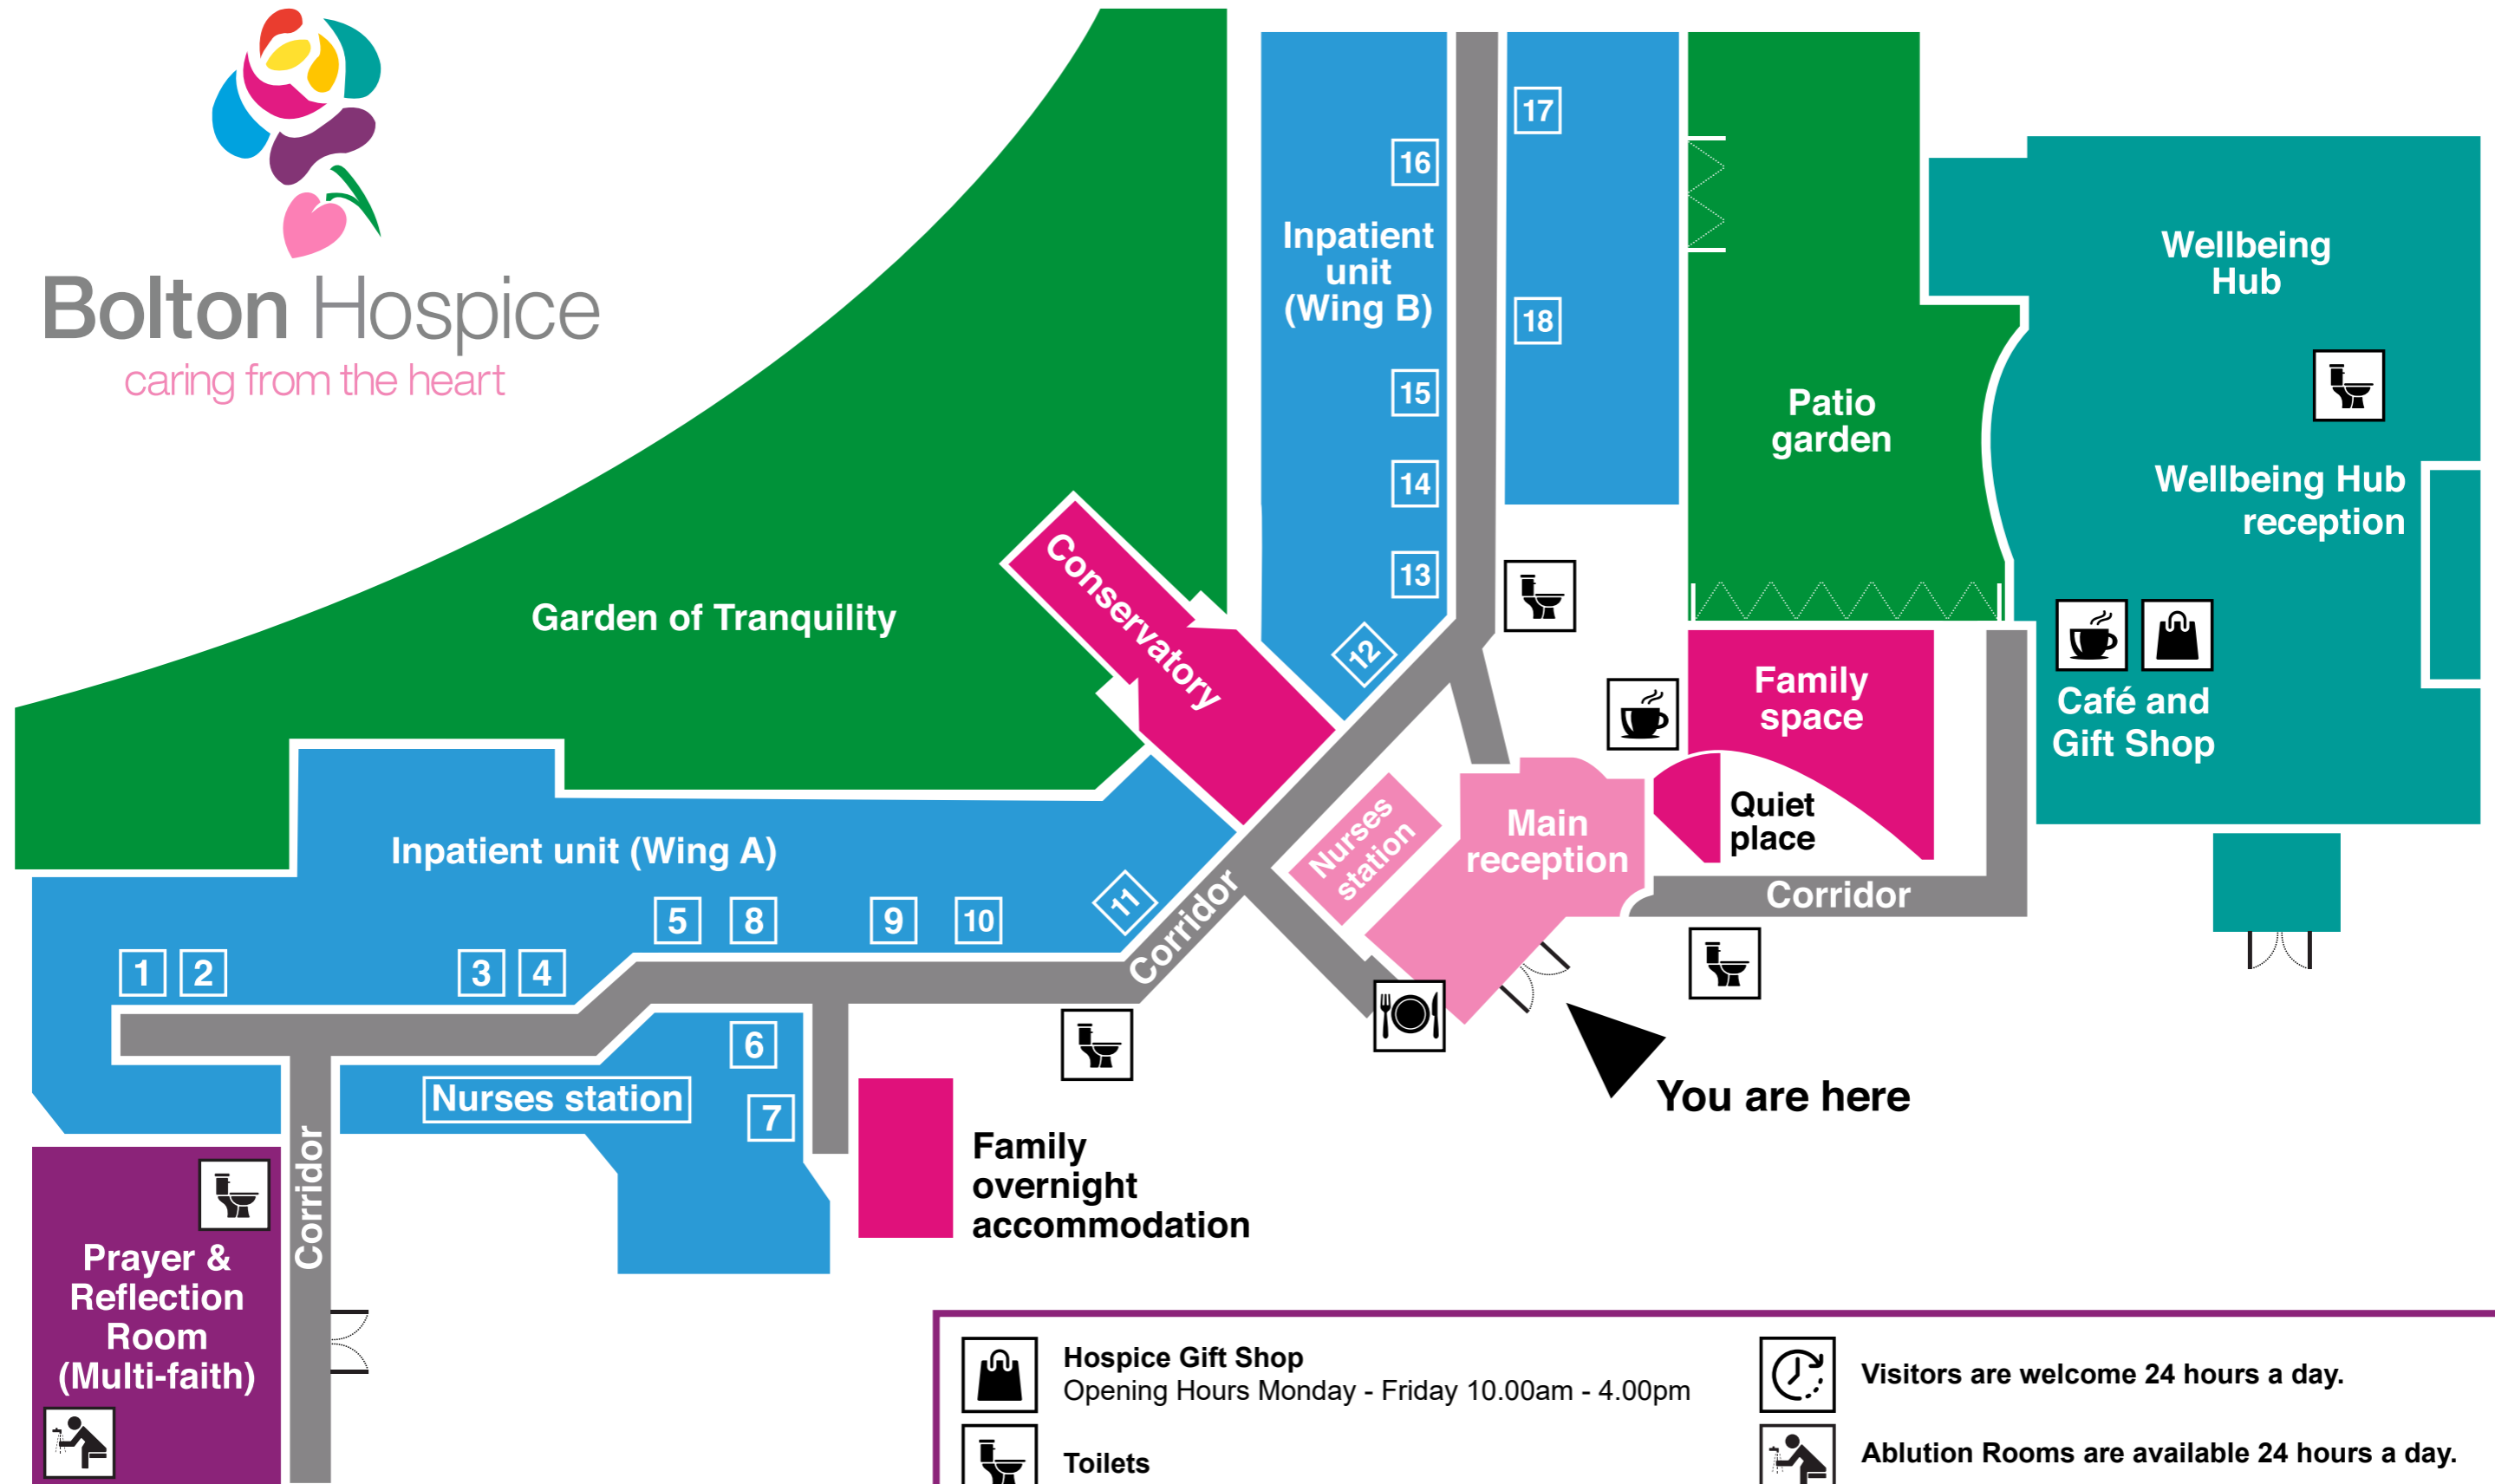 Bolton Hospice
caring from the heart
Garden of Tranquility
Conservatory
Inpatient
unit
(Wing B)
16
15
14
13
12
17
18
Patio
garden
Wellbeing
Hub
Wellbeing Hub
reception
Café and
Gift Shop
Family
space
Quiet
place
Corridor
Main
reception
Nurses
station
Corridor
Inpatient unit (Wing A)
1
2
3
4
5
8
9
10
11
6
7
Nurses station
Corridor
Family
overnight
accommodation
You are here
Prayer &
Reflection
Room
(Multi-faith)
Hospice Gift Shop
Opening Hours Monday - Friday 10.00am - 4.00pm
Toilets
Visitors are welcome 24 hours a day.
Ablution Rooms are available 24 hours a day.